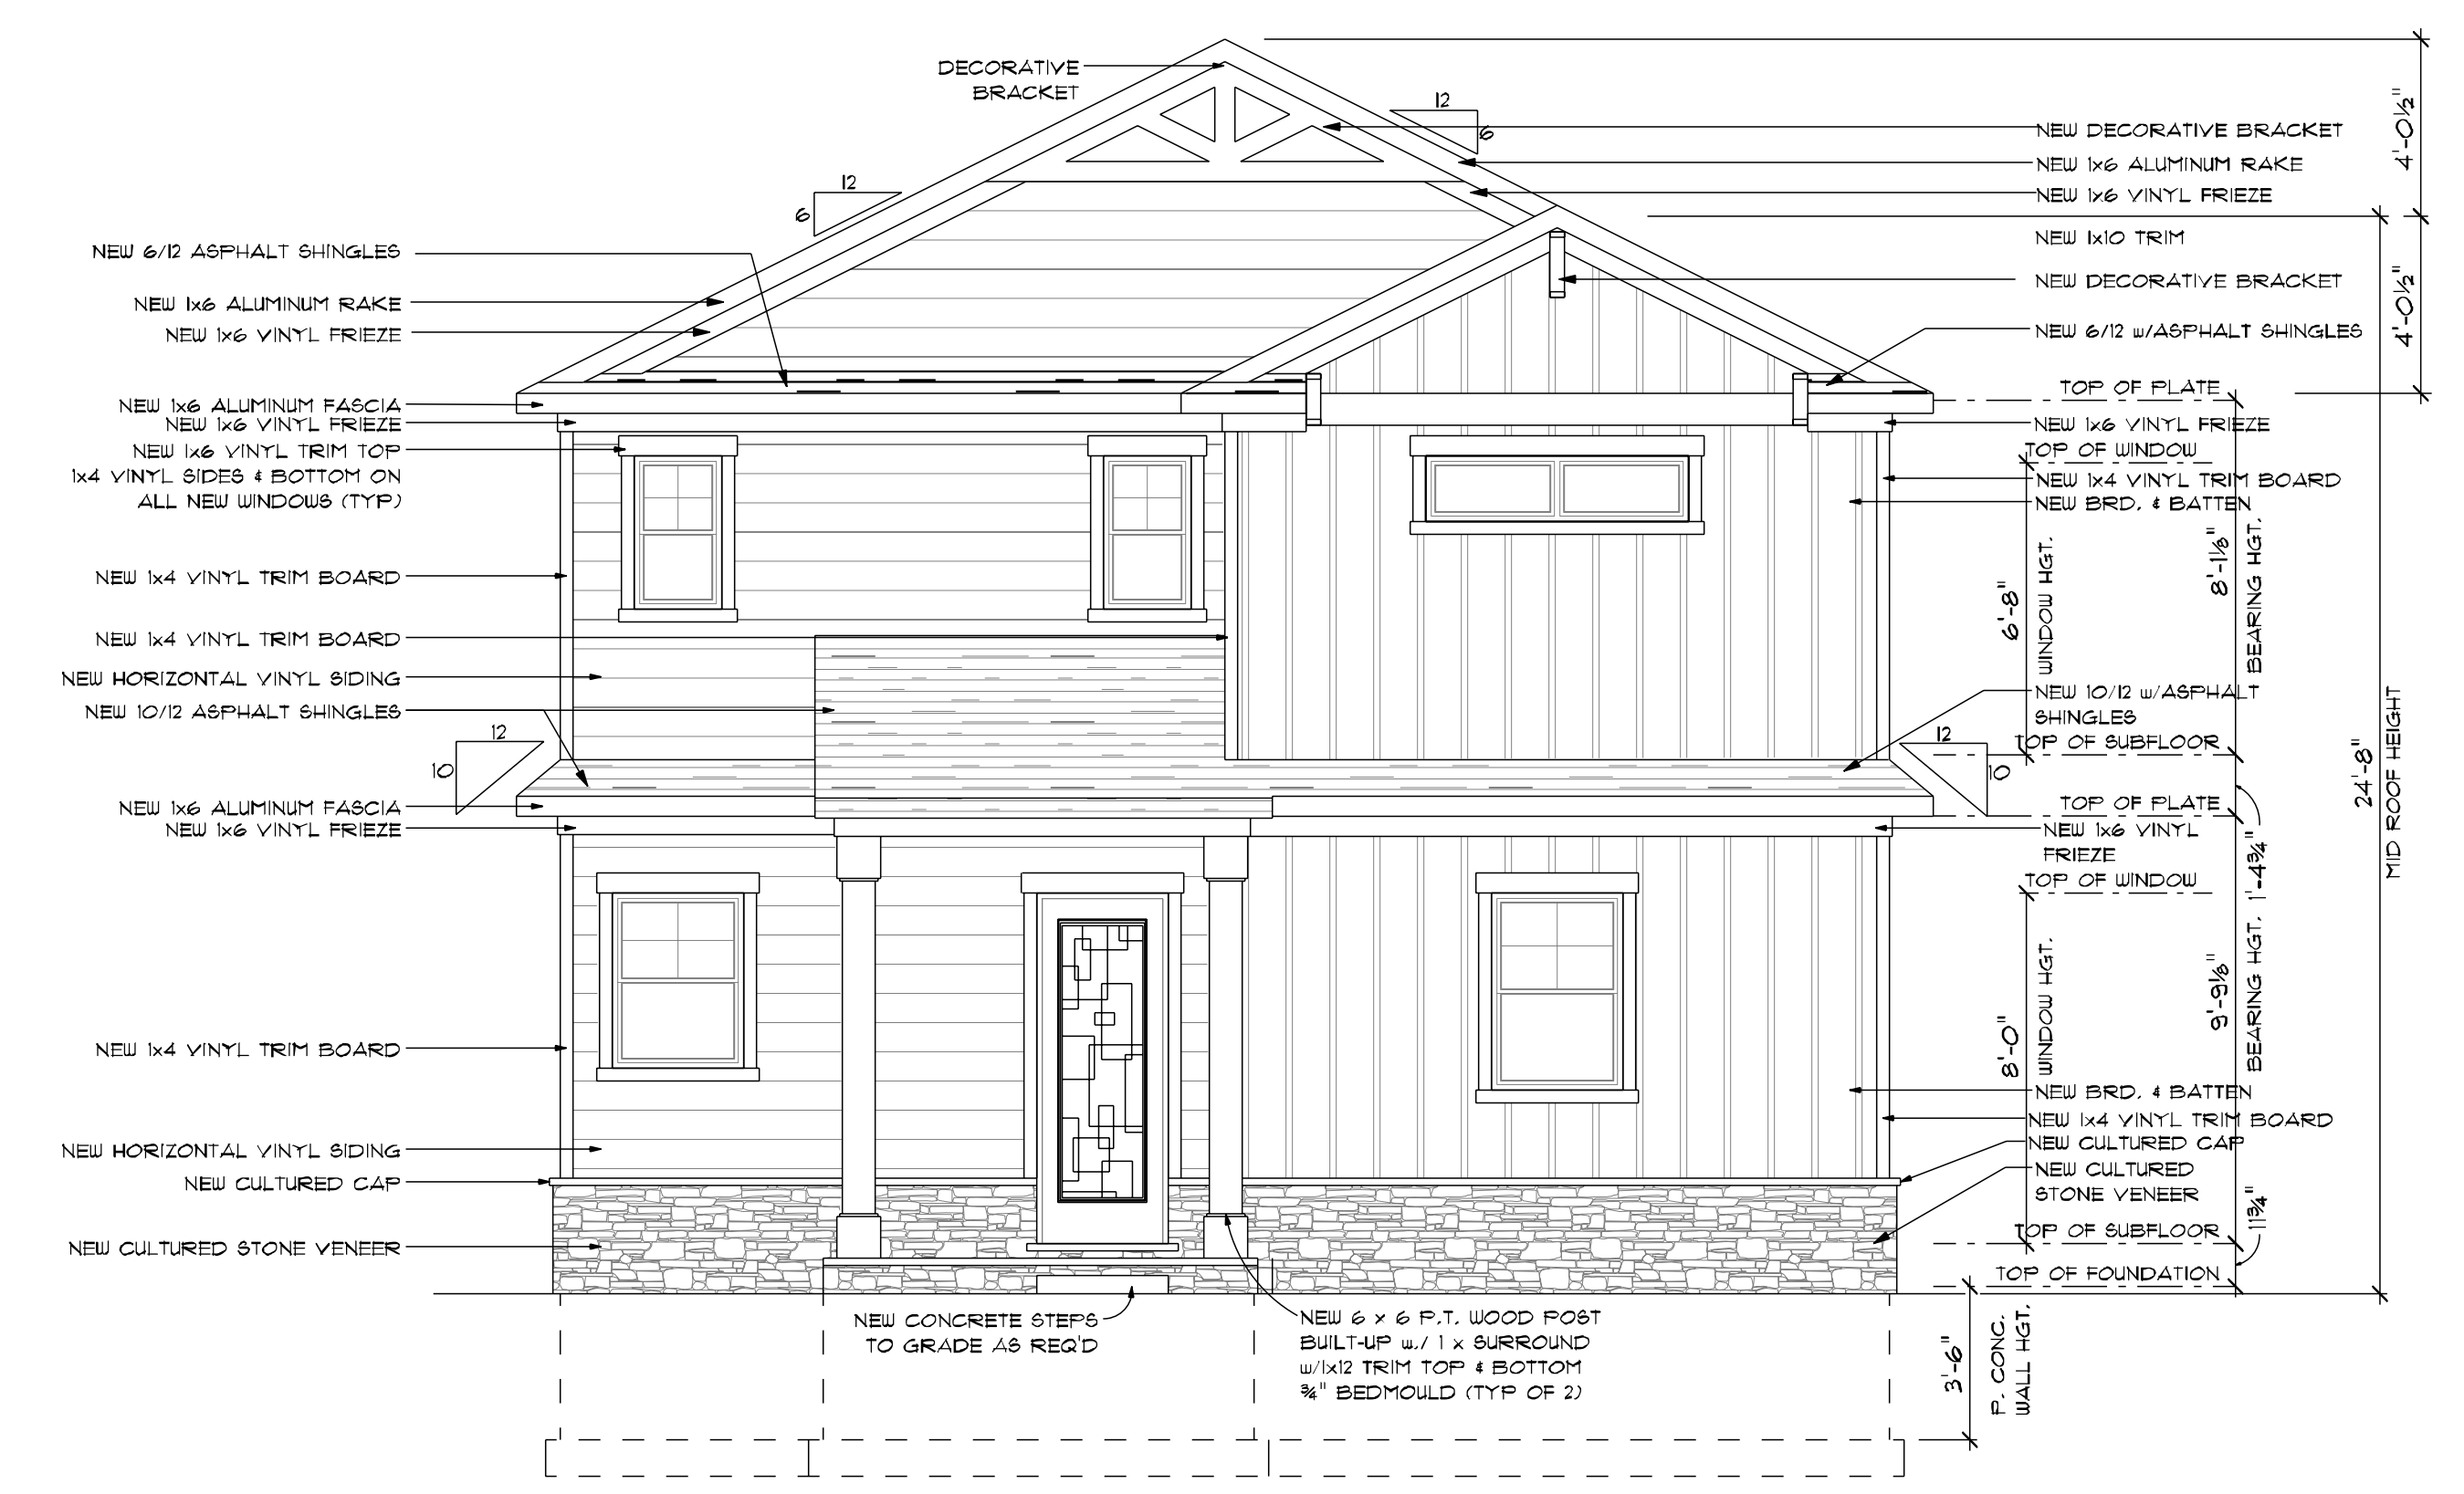 DECORATIVE
BRACKET
12
6
12
6
NEW 6/12 ASPHALT SHINGLES
NEW 1x6 ALUMINUM RAKE
NEW 1x6 VINYL FRIEZE
NEW 1x6 ALUMINUM FASCIA
NEW 1x6 VINYL FRIEZE
NEW 1x6 VINYL TRIM TOP
1x4 VINYL SIDES & BOTTOM ON
ALL NEW WINDOWS (TYP)
NEW 1x4 VINYL TRIM BOARD
NEW 1x4 VINYL TRIM BOARD
NEW HORIZONTAL VINYL SIDING
NEW 10/12 ASPHALT SHINGLES
12
10
NEW 1x6 ALUMINUM FASCIA
NEW 1x6 VINYL FRIEZE
NEW 1x4 VINYL TRIM BOARD
NEW HORIZONTAL VINYL SIDING
NEW CULTURED CAP
NEW CULTURED STONE VENEER
NEW CONCRETE STEPS
TO GRADE AS REQ'D
NEW 6 x 6 P.T. WOOD POST
BUILT-UP w./ 1 x SURROUND
w/1x12 TRIM TOP & BOTTOM
¾" BEDMOULD (TYP OF 2)
NEW DECORATIVE BRACKET
NEW 1x6 ALUMINUM RAKE
NEW 1x6 VINYL FRIEZE
NEW 1x10 TRIM
NEW DECORATIVE BRACKET
NEW 6/12 w/ASPHALT SHINGLES
TOP OF PLATE
NEW 1x6 VINYL FRIEZE
TOP OF WINDOW
NEW 1x4 VINYL TRIM BOARD
NEW BRD. & BATTEN
6'-8"
WINDOW HGT.
8'-1⅛"
BEARING HGT.
NEW 10/12 w/ASPHALT
SHINGLES
TOP OF SUBFLOOR
12
10
TOP OF PLATE
NEW 1x6 VINYL
FRIEZE
TOP OF WINDOW
1'-4¾"
8'-0"
WINDOW HGT.
9'-9⅛"
BEARING HGT.
NEW BRD. & BATTEN
NEW 1x4 VINYL TRIM BOARD
NEW CULTURED CAP
NEW CULTURED
STONE VENEER
TOP OF SUBFLOOR
11¾"
TOP OF FOUNDATION
3'-6"
P. CONC.
WALL HGT.
4'-0½"
4'-0½"
24'-8"
MID ROOF HEIGHT